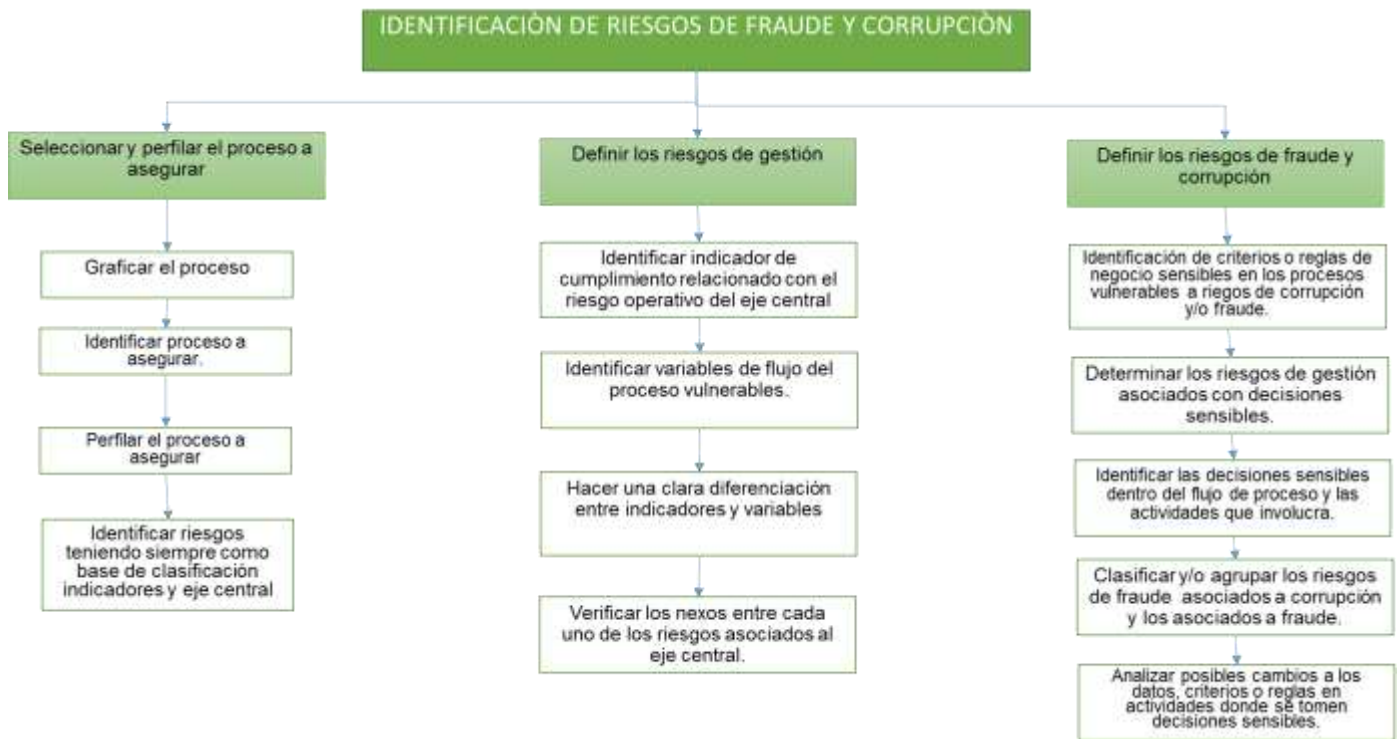 IDENTIFICACIÒN DE RIESGOS DE FRAUDE Y CORRUPCIÒN
Seleccionar y perfilar el proceso a
asegurar
Graficar el proceso
Identificar proceso a
asegurar.
Perfilar el proceso a
asegurar
Identificar riesgos
teniendo siempre como
base de clasificación
indicadores y eje central
Definir los riesgos de gestión
Identificar indicador de
cumplimiento relacionado con el
riesgo operativo del eje central
Identificar variables de flujo del
proceso vulnerables.
Hacer una clara diferenciación
entre indicadores y variables
Verificar los nexos entre cada
uno de los riesgos asociados al
eje central.
Definir los riesgos de fraude y
corrupción
Identificación de criterios o reglas de
negocio sensibles en los procesos
vulnerables a riegos de corrupción
y/o fraude.
Determinar los riesgos de gestión
asociados con decisiones
sensibles.
Identificar las decisiones sensibles
dentro del flujo de proceso y las
actividades que involucra.
Clasificar y/o agrupar los riesgos
de fraude asociados a corrupción
y los asociados a fraude.
Analizar posibles cambios a los
datos, criterios o reglas en
actividades donde se tomen
decisiones sensibles.